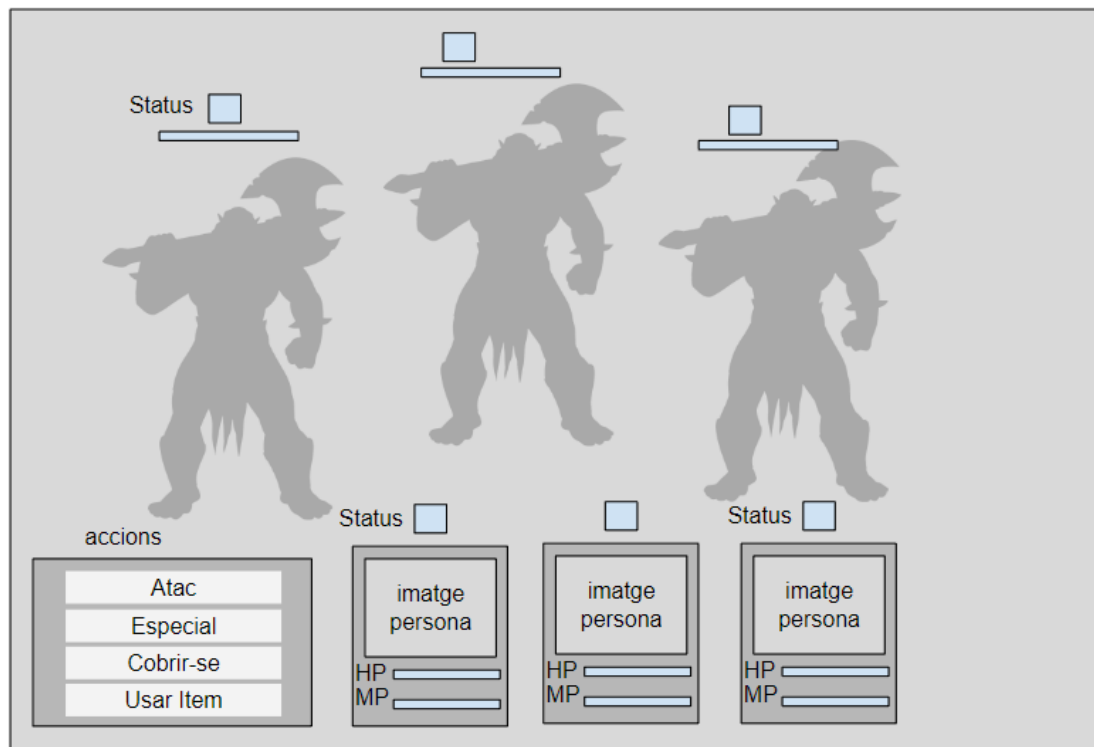 Status
Status
Status
accions
Atac
Especial
Cobrir-se
Usar Item
imatge
persona
HP
MP
imatge
persona
HP
MP
imatge
persona
HP
MP